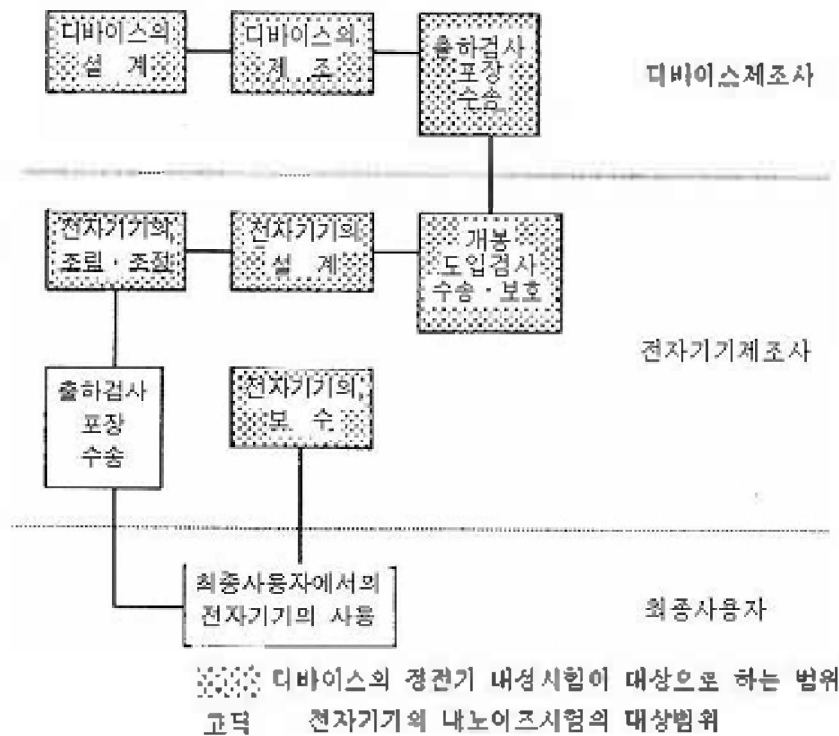 디바이스의
설 계
디바이스의
제 조
출하검사
포장
수송
디바이스제조사
전자기기의,
조립·조절
전자기기의
설 계
개봉
도입검사
수송·보호
전자기기제조사
출하검사
포장
수송
전자기기의,
보 수
최종사용자에서의
전자기기의 사용
최종사용자
디바이스의 정전기 내성시험이 대상으로 하는 범위
고딕 전자기기의 내노이즈시험의 대상범위